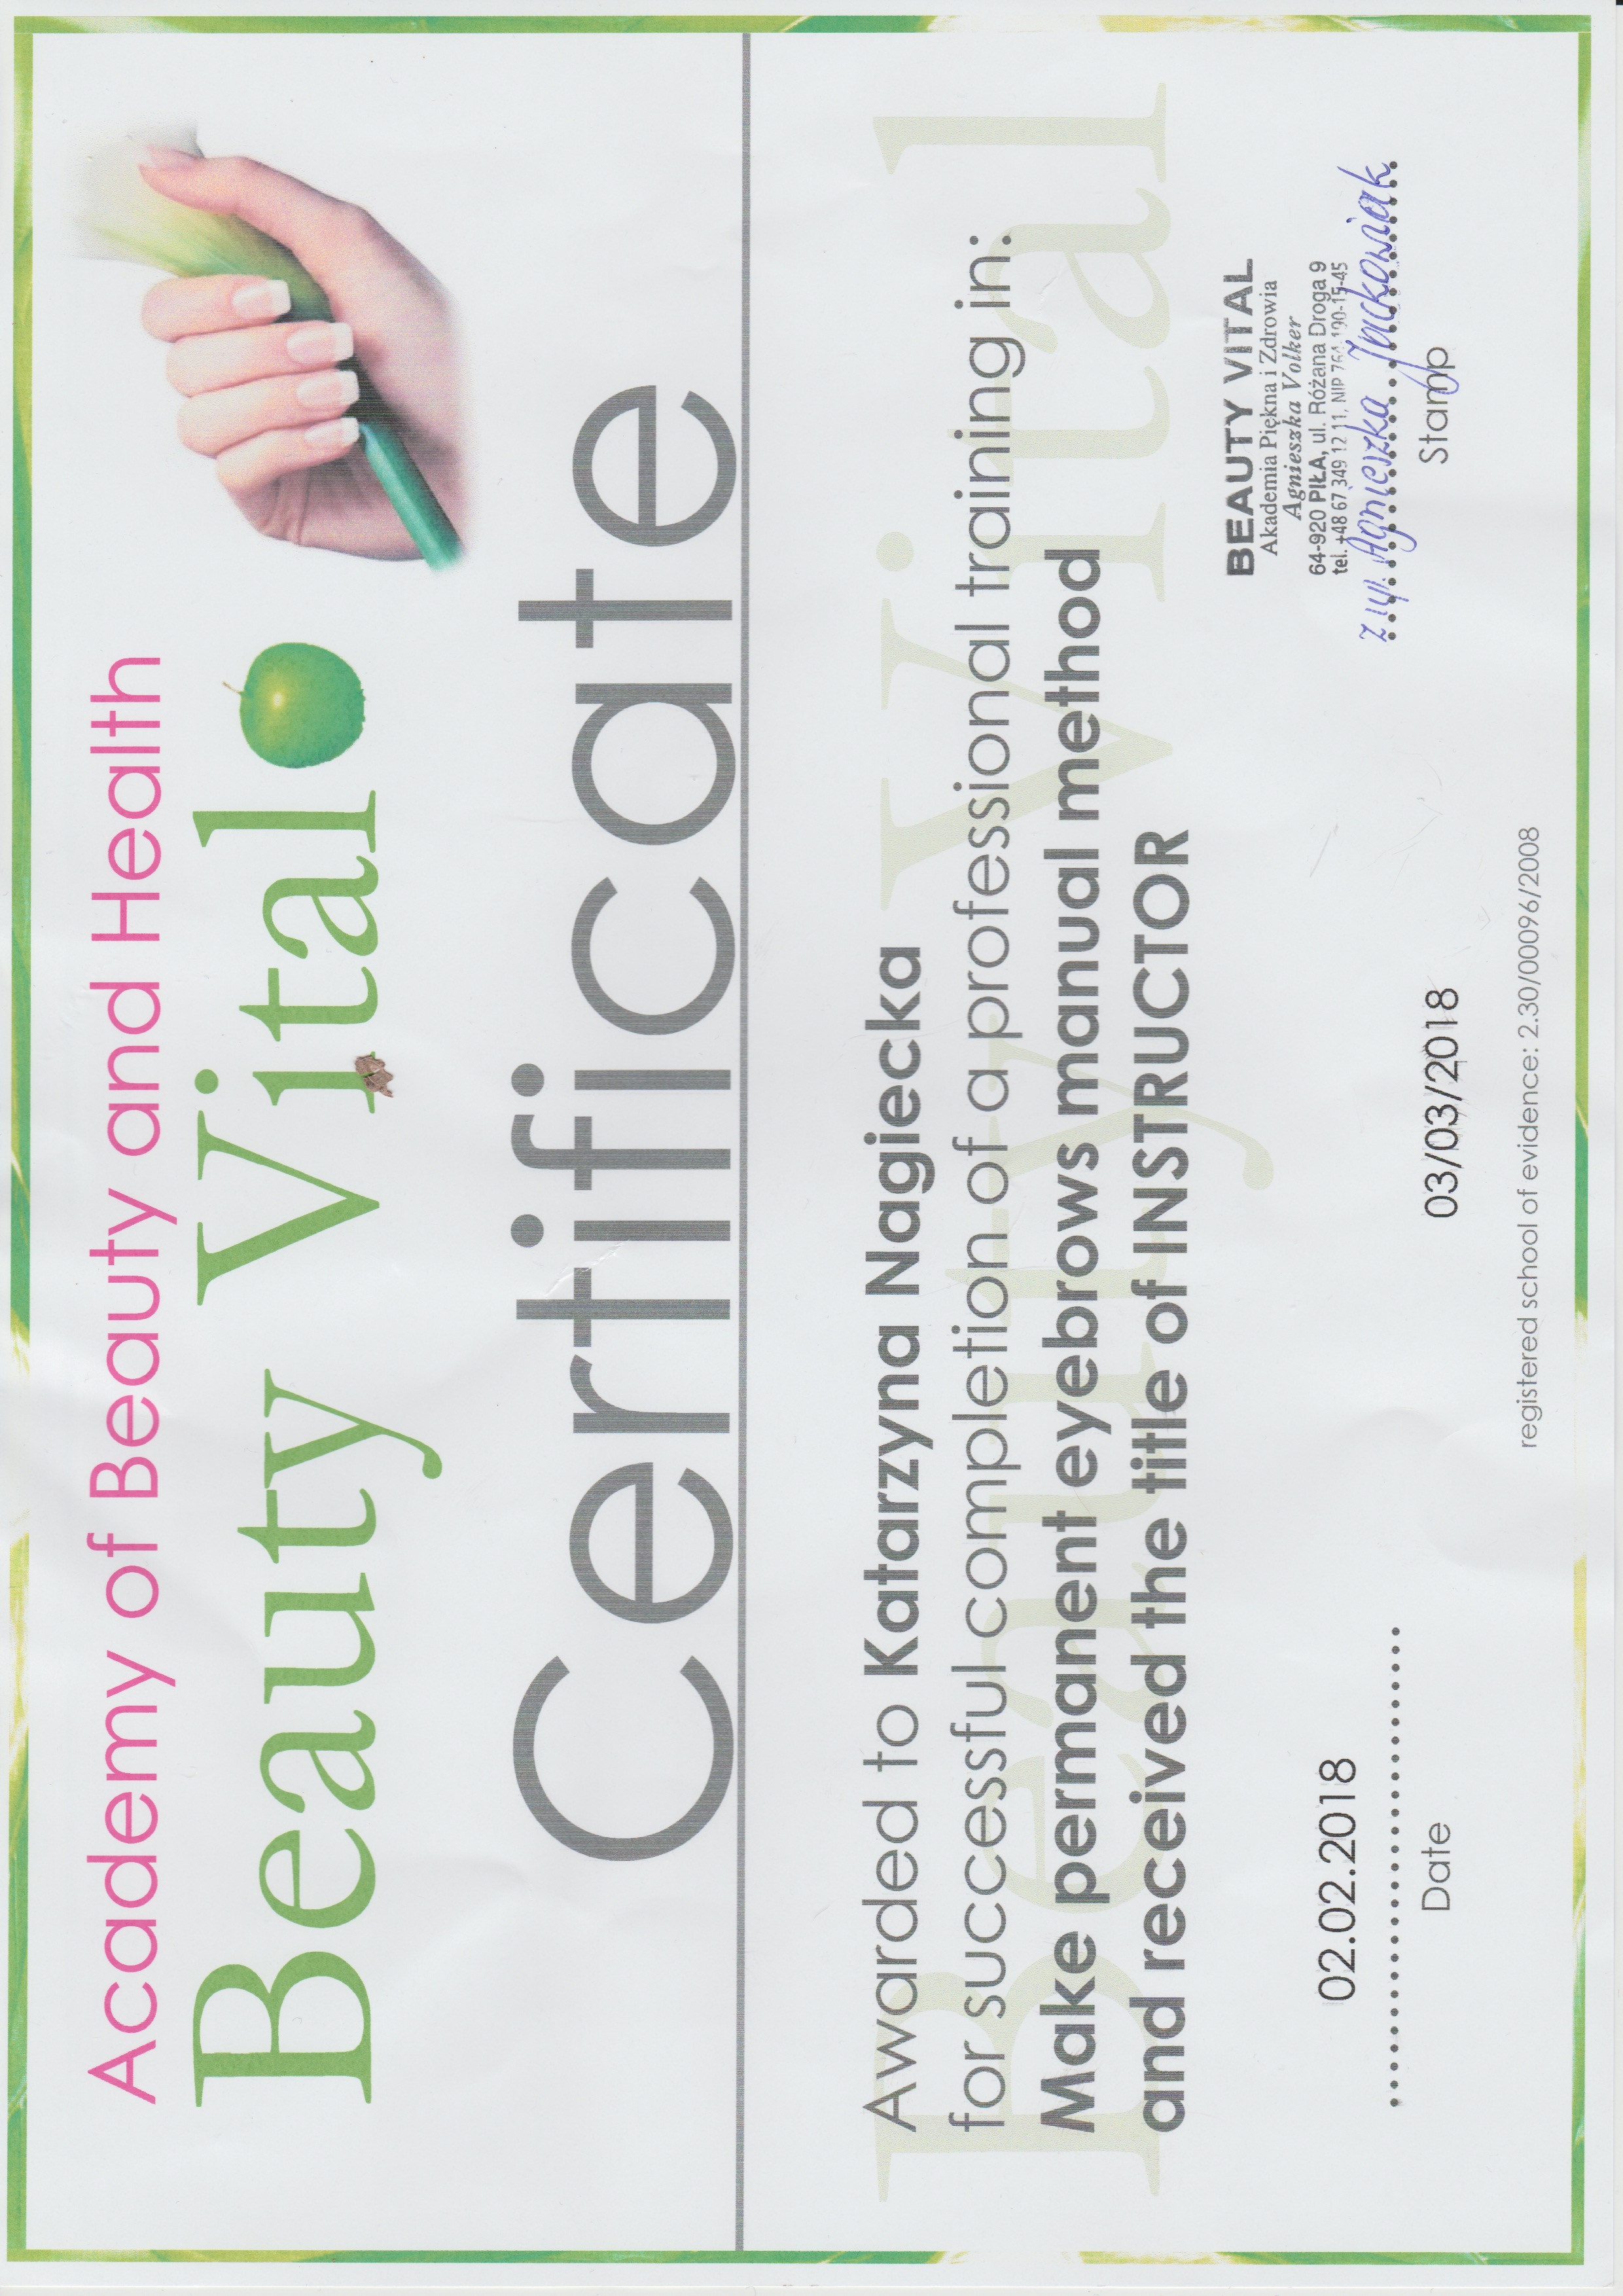 Academy of Beauty and Health
Beauty Vital
Certificate
Beauty Vital
Awarded to Katarzyna Nagiecka
for successful completion of a professional training in:
Make permanent eyebrows manual method
and received the title of INSTRUCTOR
BEAUTY VITAL
Akademia Piękna i Zdrowia
Agnieszka Volker
64-920 PIŁA, ul. Różana Droga 9
tel. +48 67 349 12 11, NIP 764-190-15-45
02.02.2018
Agnieszka
Date
03/03/2018
Stamp
registered school of evidence: 2.30/00096/2008